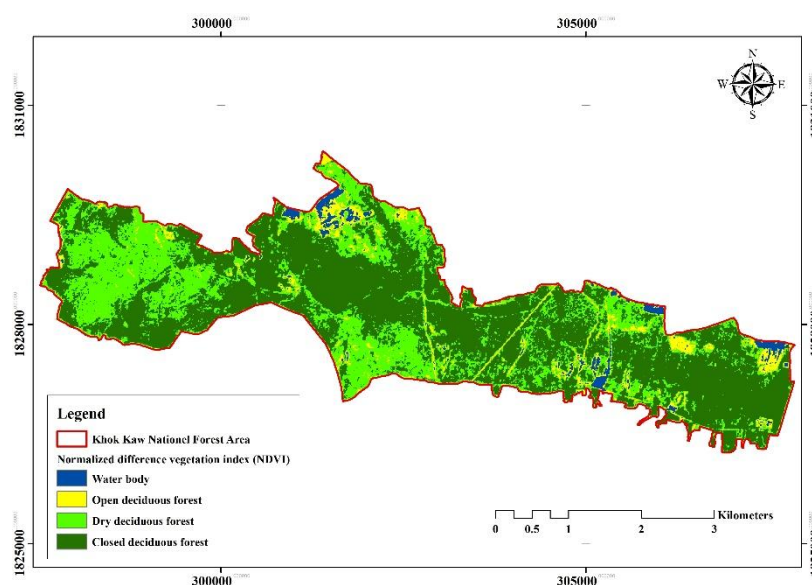 300000 305000
N
W E
S
1831000
1828000 1828000
1825000
Legend
Khok Kaw Nationel Forest Area
Normalized difference vegetation index (NDVI)
Water body
Open deciduous forest
Dry deciduous forest
Closed deciduous forest
Kilometers
0 0.5 1 2 3
300000 305000